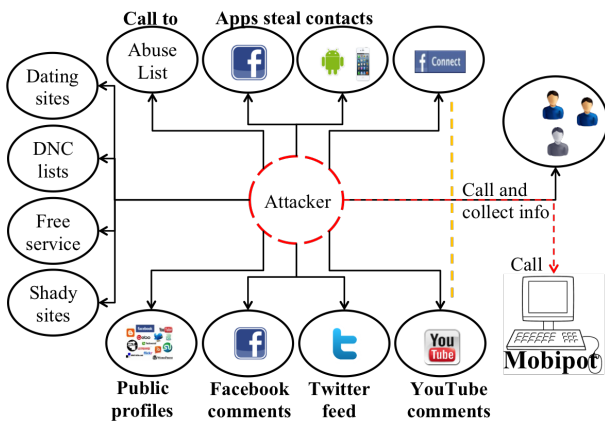 Call to
Apps steal contacts
Abuse
List
f Connect
Dating
sites
DNC
lists
Attacker
Call and
collect info
Free
service
Call
Shady
sites
facebook
You
Tube
Mobipot
Public
profiles
Facebook
comments
Twitter
feed
YouTube
comments